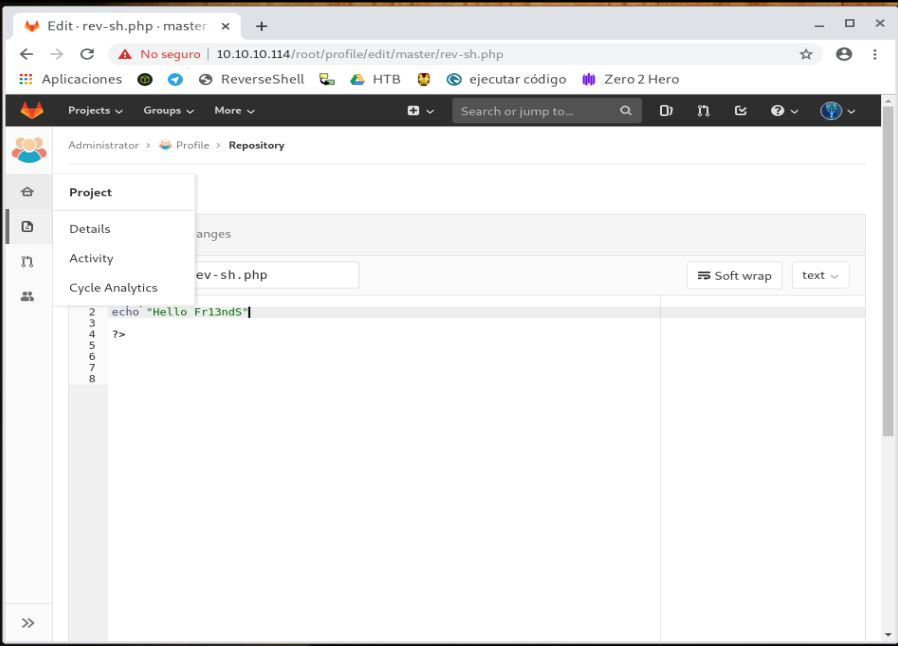 Edit · rev-sh.php · master
No seguro | 10.10.10.114/root/profile/edit/master/rev-sh.php
Aplicaciones ReverseShell HTB ejecutar código Zero 2 Hero
Projects Groups More Search or jump to...
Administrator > Profile > Repository
Project
Details
anges
Activity
ev-sh.php Soft wrap text
Cycle Analytics
2 echo "Hello Fr13ndS"
3
4 ?>
5
6
7
8